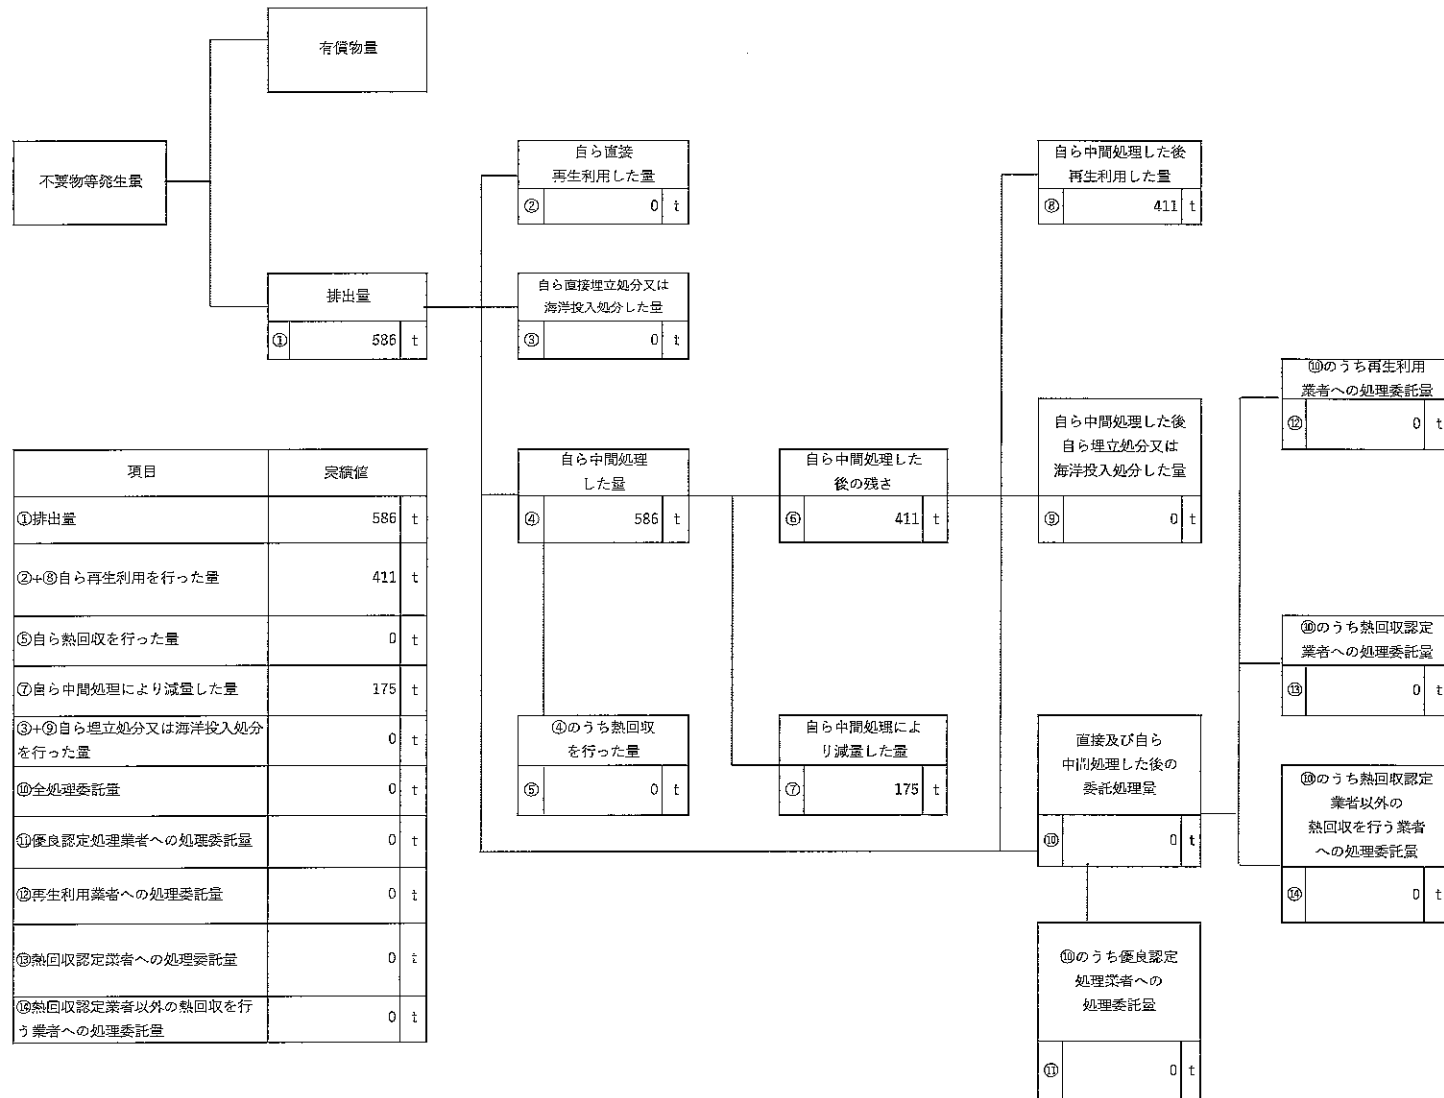 有償物量
不要物等発生量
排出量
① 586 t
自ら直接
再生利用した量
② 0 t
自ら直接埋立処分又は
海洋投入処分した量
③ 0 t
自ら中間処理
した量
④ 586 t
④のうち熱回収
を行った量
⑤ 0 t
自ら中間処理した
後の残さ
⑥ 411 t
自ら中間処理によ
り減量した量
⑦ 175 t
自ら中間処理した後
再生利用した量
⑧ 411 t
自ら中間処理した後
自ら埋立処分又は
海洋投入処分した量
⑨ 0 t
直接及び自ら
中間処理した後の
委託処理量
⑩ 0 t
⑩のうち優良認定
処理業者への
処理委託量
⑪ 0 t
⑩のうち再生利用
業者への処理委託量
⑫ 0 t
⑩のうち熱回収認定
業者への処理委託量
⑬ 0 t
⑩のうち熱回収認定
業者以外の
熱回収を行う業者
への処理委託量
⑭ 0 t
項目 実績値
①排出量 586 t
②+⑧自ら再生利用を行った量 411 t
⑤自ら熱回収を行った量 0 t
⑦自ら中間処理により減量した量 175 t
③+⑨自ら埋立処分又は海洋投入処分
を行った量 0 t
⑩全処理委託量 0 t
⑪優良認定処理業者への処理委託量 0 t
⑫再生利用業者への処理委託量 0 t
⑬熱回収認定業者への処理委託量 0 t
⑭熱回収認定業者以外の熱回収を行
う業者への処理委託量 0 t